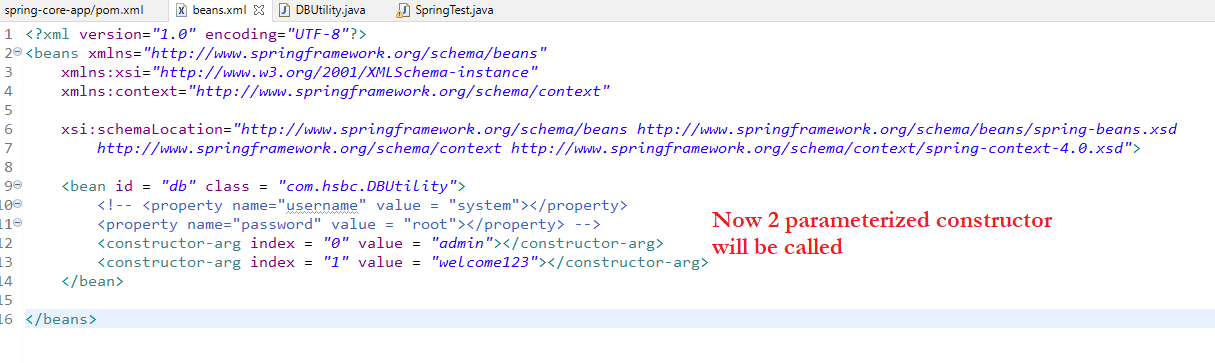 spring-core-app/pom.xml beans.xml DBUtility.java SpringTest.java
1 <?xml version="1.0" encoding="UTF-8"?>
2 <beans xmlns="http://www.springframework.org/schema/beans"
3 xmlns:xsi="http://www.w3.org/2001/XMLSchema-instance"
4 xmlns:context="http://www.springframework.org/schema/context"
5
6 xsi:schemaLocation="http://www.springframework.org/schema/beans http://www.springframework.org/schema/beans/spring-beans.xsd
7 http://www.springframework.org/schema/context http://www.springframework.org/schema/context/spring-context-4.0.xsd">
8
9 <bean id = "db" class = "com.hsbc.DBUtility">
10 <!-- <property name="username" value = "system"></property>
11 <property name="password" value = "root"></property> -->
12 <constructor-arg index = "0" value = "admin"></constructor-arg>
13 <constructor-arg index = "1" value = "welcome123"></constructor-arg>
14 </bean>
15
16 </beans>
Now 2 parameterized constructor
will be called